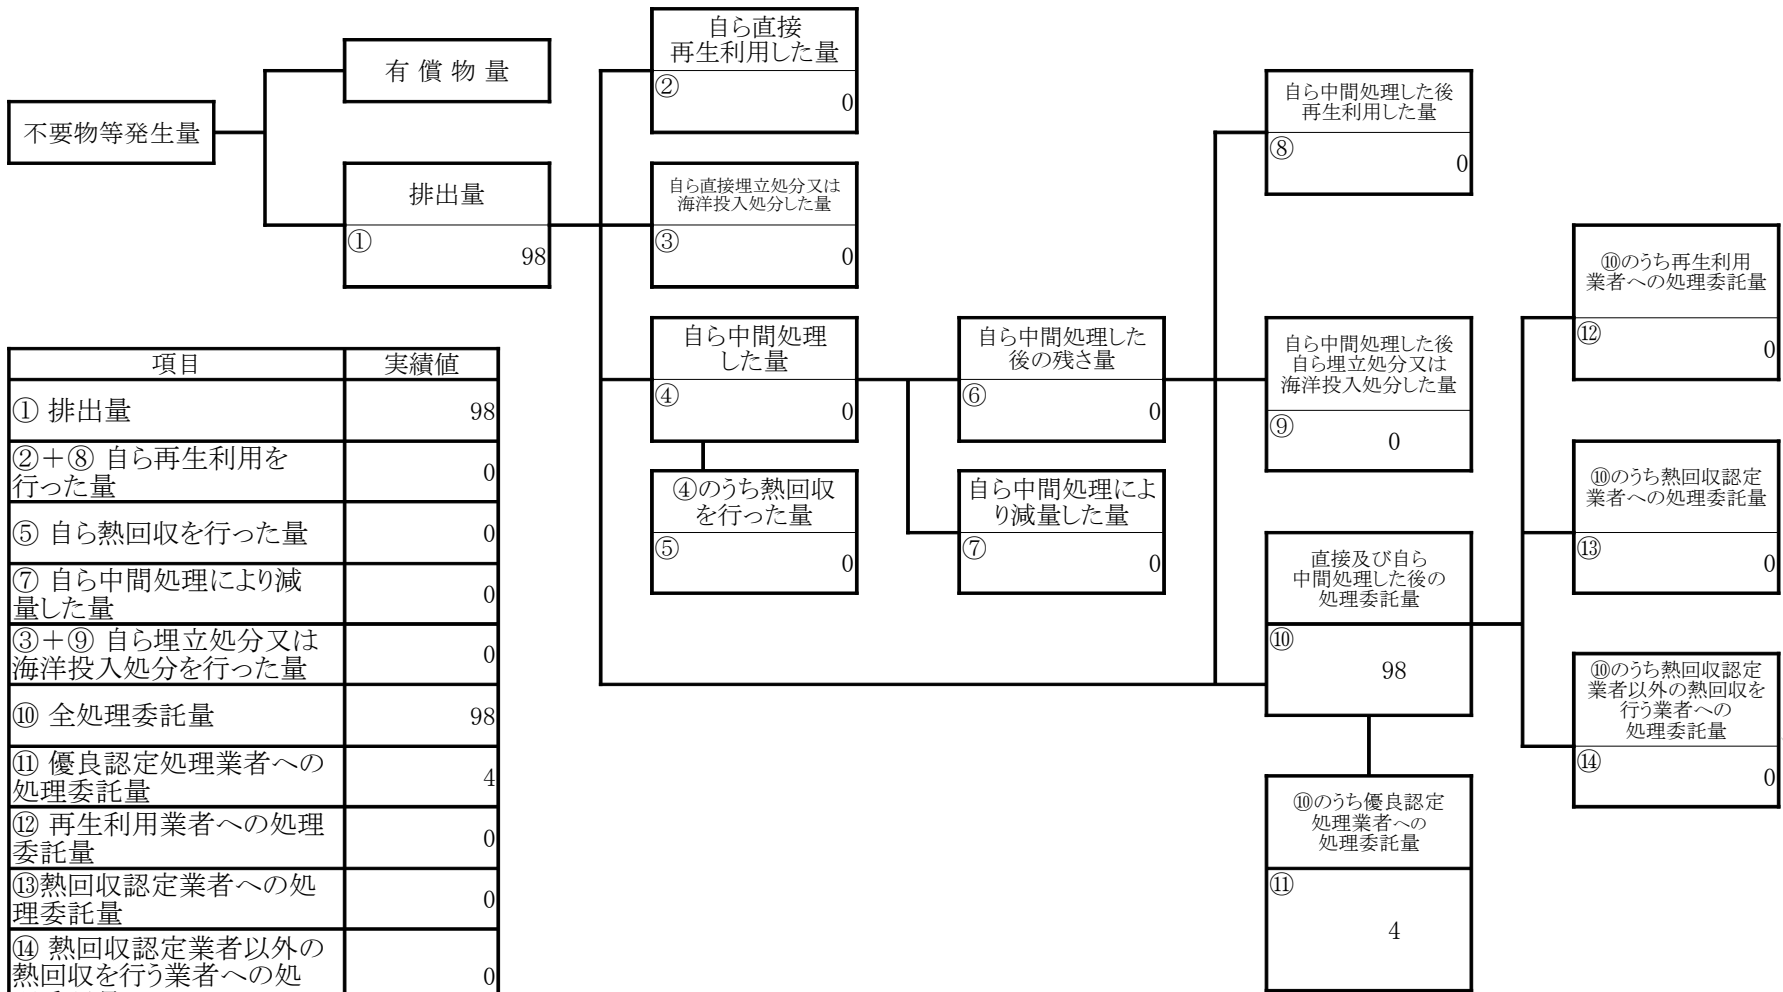 不要物等発生量
有 償 物 量
排出量
①
98
自ら直接
再生利用した量
②
0
自ら直接埋立処分又は
海洋投入処分した量
③
0
自ら中間処理
した量
④
0
④のうち熱回収
を行った量
⑤
0
自ら中間処理した
後の残さ量
⑥
0
自ら中間処理によ
り減量した量
⑦
0
自ら中間処理した後
再生利用した量
⑧
0
自ら中間処理した後
自ら埋立処分又は
海洋投入処分した量
⑨
0
直接及び自ら
中間処理した後の
処理委託量
⑩
98
⑩のうち優良認定
処理業者への
処理委託量
⑪
4
⑩のうち再生利用
業者への処理委託量
⑫
0
⑩のうち熱回収認定
業者への処理委託量
⑬
0
⑩のうち熱回収認定
業者以外の熱回収を
行う業者への
処理委託量
⑭
0
項目 実績値
① 排出量 98
②＋⑧ 自ら再生利用を
行った量 0
⑤ 自ら熱回収を行った量 0
⑦ 自ら中間処理により減
量した量 0
③＋⑨ 自ら埋立処分又は
海洋投入処分を行った量 0
⑩ 全処理委託量 98
⑪ 優良認定処理業者への
処理委託量 4
⑫ 再生利用業者への処理
委託量 0
⑬熱回収認定業者への処
理委託量 0
⑭ 熱回収認定業者以外の
熱回収を行う業者への処 0